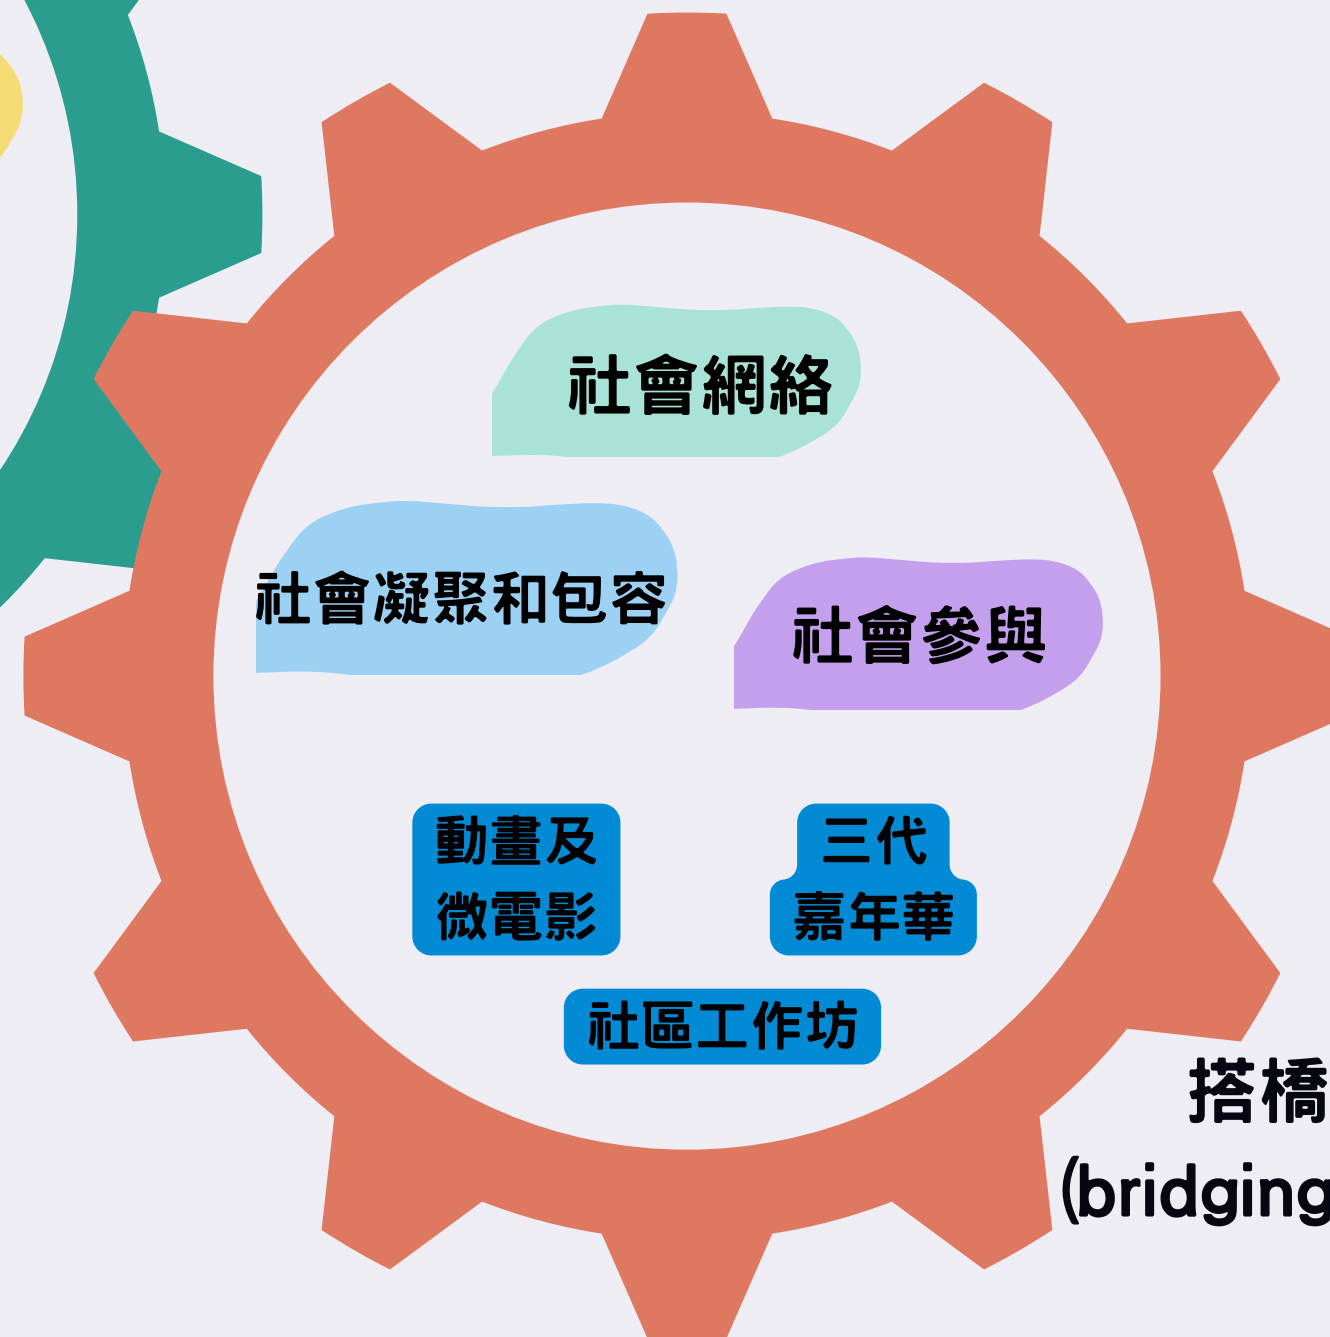 社會網絡
社會凝聚和包容
社會參與
動畫及
微電影
三代
嘉年華
社區工作坊
搭橋
(bridging